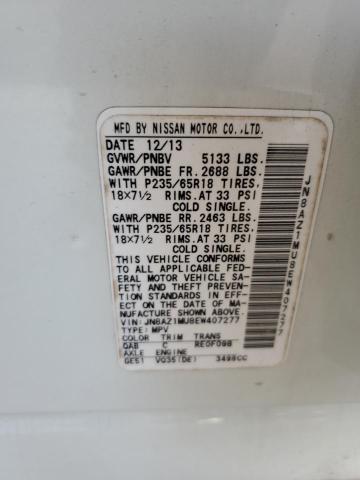 MFD BY NISSAN MOTOR CO.,LTD.
DATE 12/13
GVWR/PNBV 5133 LBS.
GAWR/PNBE FR. 2688 LBS.
WITH P235/65R18 TIRES,
18×7½ RIMS. AT 33 PSI
COLD SINGLE.
GAWR/PNBE RR. 2463 LBS.
WITH P235/65R18 TIRES,
18×7½ RIMS. AT 33 PSI
COLD SINGLE.
THIS VEHICLE CONFORMS
TO ALL APPLICABLE FED-
ERAL MOTOR VEHICLE SA-
FETY AND THEFT PREVEN-
TION STANDARDS IN EFF-
ECT ON THE DATE OF MA-
NUFACTURE SHOWN ABOVE.
VIN: JN8AZ1MU8EW407277
TYPE: MPV
COLOR TRIM TRANS
QAB C RE0F09B
AXLE ENGINE
GE51 VQ35(DE) 3498CC
JN8AZ1MU8EW407277